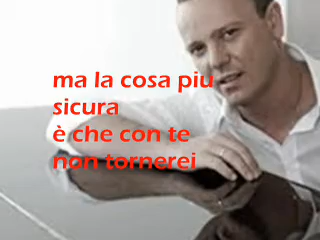 ma la cosa piu
sicura
è che con te
non tornerei